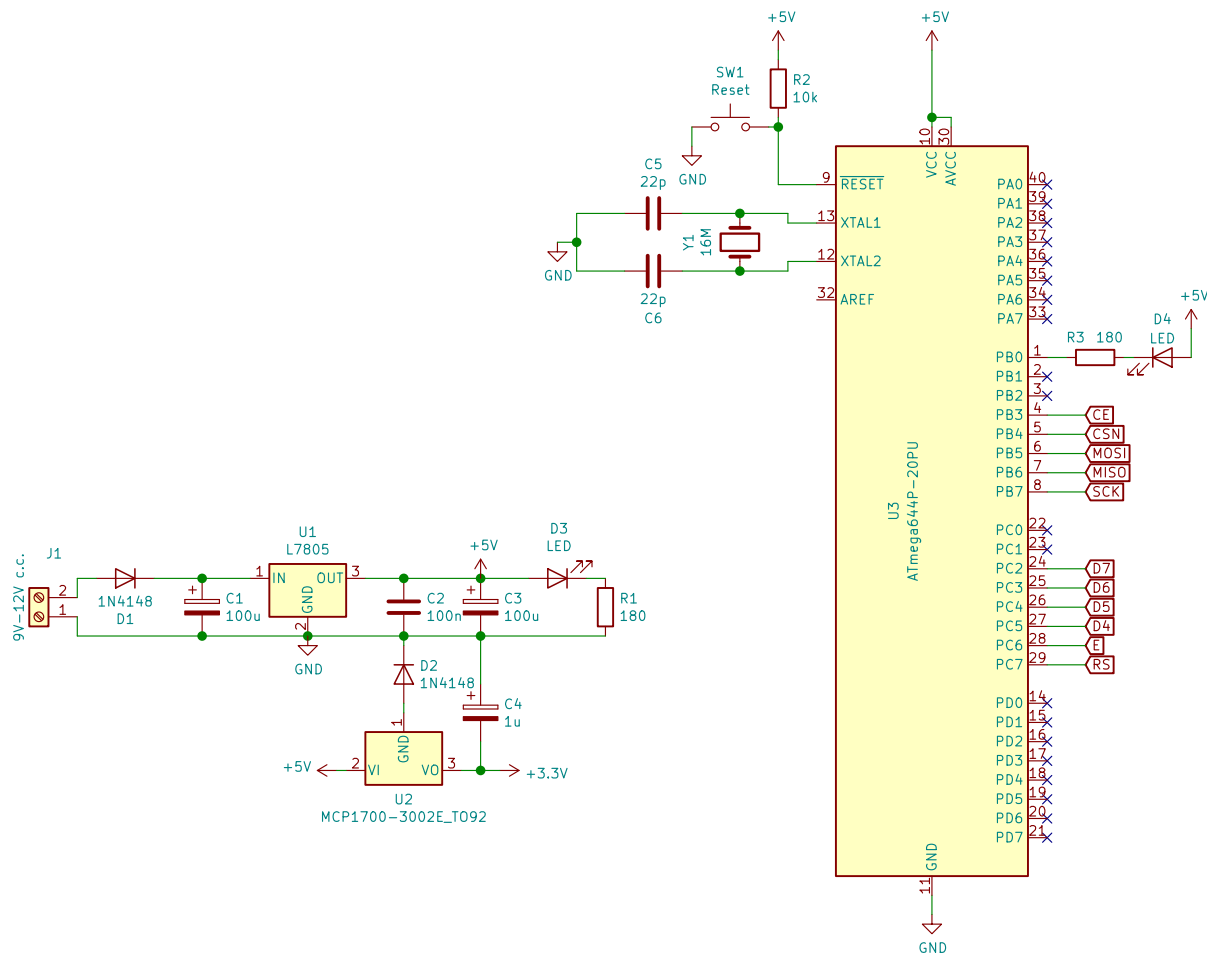 +5V
+5V
SW1
Reset
R2
10k
GND
C5
22p
GND
Y1
16M
22p
C6
9
RESET
13
XTAL1
12
XTAL2
32
AREF
10
VCC
30
AVCC
PA0
40
PA1
39
PA2
38
PA3
37
PA4
36
PA5
35
PA6
34
PA7
33
PB0
1
R3 180
D4
LED
+5V
PB1
2
PB2
3
PB3
4
CE
PB4
5
CSN
PB5
6
MOSI
PB6
7
MISO
PB7
8
SCK
U3
ATmega644P-20PU
PC0
22
PC1
23
PC2
24
D7
PC3
25
D6
PC4
26
D5
PC5
27
D4
PC6
28
E
PC7
29
RS
PD0
14
PD1
15
PD2
16
PD3
17
PD4
18
PD5
19
PD6
20
PD7
21
GND
11
GND
J1
9V-12V c.c.
2
1
1N4148
D1
+
C1
100u
U1
L7805
1
IN
OUT
3
GND
2
GND
C2
100n
+5V
+
C3
100u
D3
LED
R1
180
D2
1N4148
+
C4
1u
1
GND
+5V
2
VI
VO
3
+3.3V
U2
MCP1700-3002E_TO92